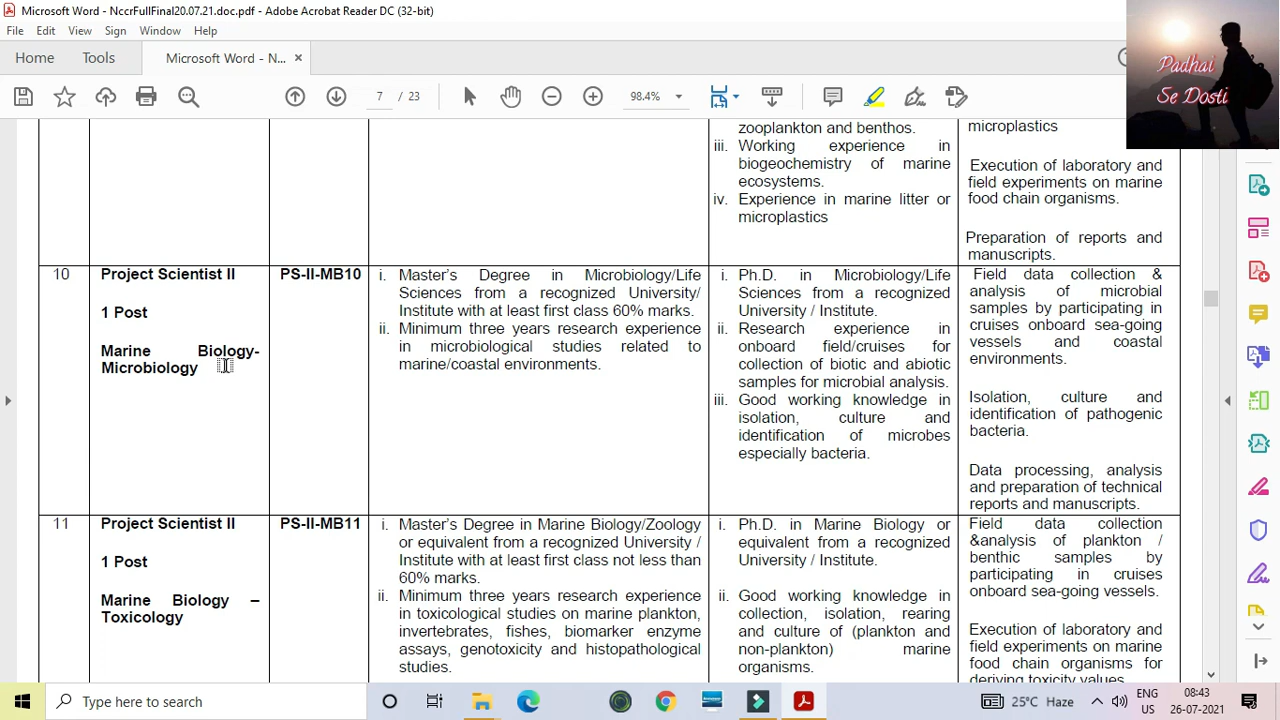 Microsoft Word - NccrFullFinal20.07.21.doc.pdf - Adobe Acrobat Reader DC (32-bit)
File Edit View Sign Window Help
Home Tools Microsoft Word - N... ×
7 / 23 98.4%
Padhai
Se Dosti
zooplankton and benthos.
iii. Working experience in
biogeochemistry of marine
ecosystems.
iv. Experience in marine litter or
microplastics
microplastics
Execution of laboratory and
field experiments on marine
food chain organisms.
Preparation of reports and
manuscripts.
10
Project Scientist II
1 Post
Marine Biology-
Microbiology
PS-II-MB10
i. Master's Degree in Microbiology/Life
Sciences from a recognized University/
Institute with at least first class 60% marks.
ii. Minimum three years research experience
in microbiological studies related to
marine/coastal environments.
i. Ph.D. in Microbiology/Life
Sciences from a recognized
University / Institute.
ii. Research experience in
onboard field/cruises for
collection of biotic and abiotic
samples for microbial analysis.
iii. Good working knowledge in
isolation, culture and
identification of microbes
especially bacteria.
Field data collection &
analysis of microbial
samples by participating in
cruises onboard sea-going
vessels and coastal
environments.
Isolation, culture and
identification of pathogenic
bacteria.
Data processing, analysis
and preparation of technical
reports and manuscripts.
11
Project Scientist II
1 Post
Marine Biology –
Toxicology
PS-II-MB11
i. Master's Degree in Marine Biology/Zoology
or equivalent from a recognized University /
Institute with at least first class not less than
60% marks.
ii. Minimum three years research experience
in toxicological studies on marine plankton,
invertebrates, fishes, biomarker enzyme
assays, genotoxicity and histopathological
studies.
i. Ph.D. in Marine Biology or
equivalent from a recognized
University / Institute.
ii. Good working knowledge in
collection, isolation, rearing
and culture of (plankton and
non-plankton) marine
organisms.
Field data collection
&analysis of plankton /
benthic samples by
participating in cruises
onboard sea-going vessels.
Execution of laboratory and
field experiments on marine
food chain organisms for
deriving toxicity values.
Type here to search
25°C Haze
ENG
IN
08:43
26-07-2021